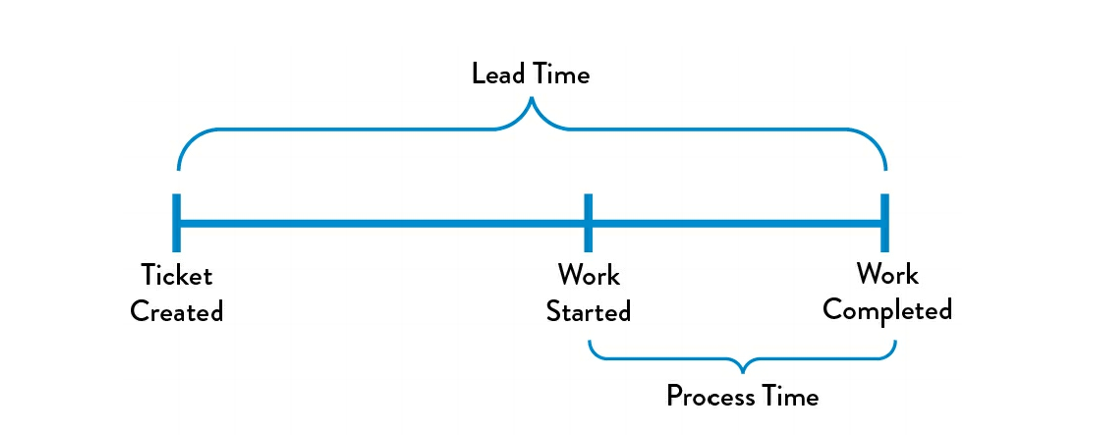 Lead Time
Ticket
Created
Work
Started
Work
Completed
Process Time